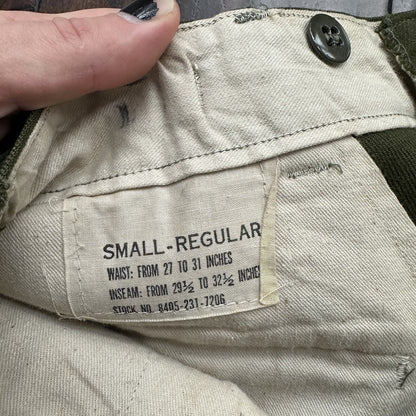 SMALL-REGULAR
WAIST: FROM 27 TO 31 INCHES
INSEAM: FROM 29½ TO 32½ INCHES
STOCK NO. 8405-231-7206